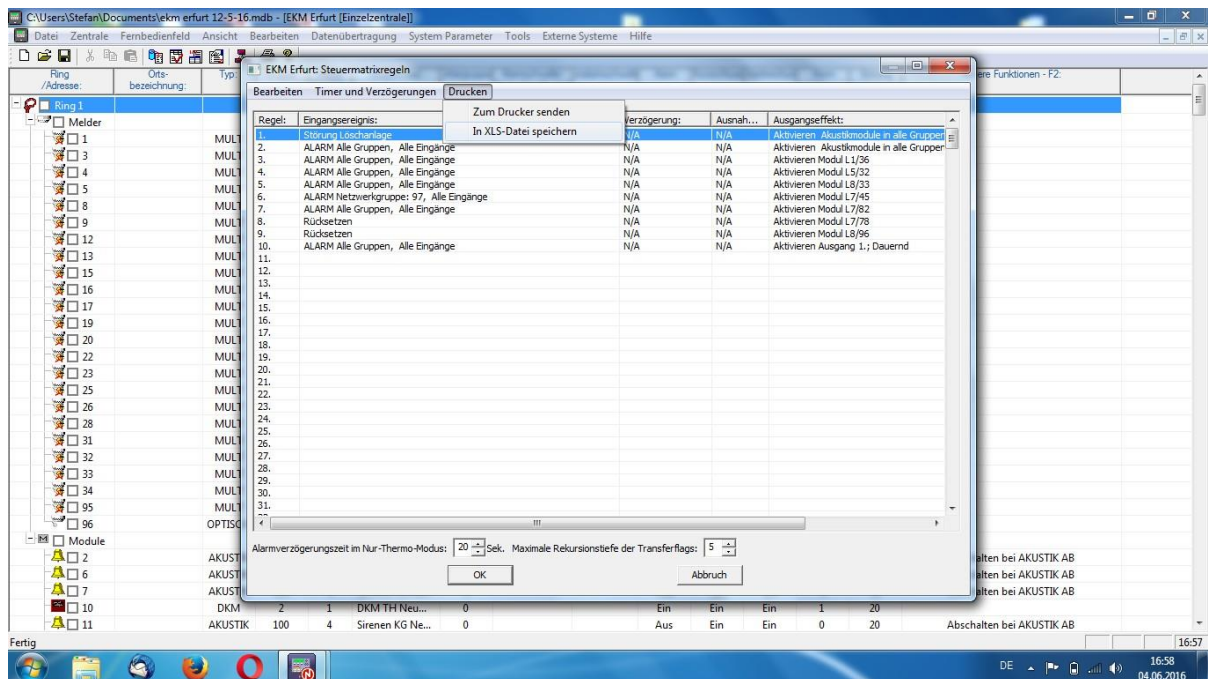 C:\Users\Stefan\Documents\ekm erfurt 12-5-16.mdb - [EKM Erfurt [Einzelzentrale]]
Datei Zentrale Fernbedienfeld Ansicht Bearbeiten Datenübertragung System Parameter Tools Externe Systeme Hilfe
Ring /Adresse: Orts-bezeichnung: Typ: ere Funktionen - F2:
EKM Erfurt: Steuermatrixregeln
Bearbeiten Timer und Verzögerungen Drucken
Zum Drucker senden
In XLS-Datei speichern
Regel: Eingangsereignis: Verzögerung: Ausnah... Ausgangseffekt:
1. Störung Löschanlage N/A N/A Aktivieren Akustikmodule in alle Gruppen
2. ALARM Alle Gruppen, Alle Eingänge N/A N/A Aktivieren Akustikmodule in alle Gruppen
3. ALARM Alle Gruppen, Alle Eingänge N/A N/A Aktivieren Modul L1/36
4. ALARM Alle Gruppen, Alle Eingänge N/A N/A Aktivieren Modul L5/32
5. ALARM Alle Gruppen, Alle Eingänge N/A N/A Aktivieren Modul L8/33
6. ALARM Netzwerkgruppe: 97, Alle Eingänge N/A N/A Aktivieren Modul L7/45
7. ALARM Alle Gruppen, Alle Eingänge N/A N/A Aktivieren Modul L7/82
8. Rücksetzen N/A N/A Aktivieren Modul L7/78
9. Rücksetzen N/A N/A Aktivieren Modul L8/96
10. ALARM Alle Gruppen, Alle Eingänge N/A N/A Aktivieren Ausgang 1.; Dauernd
11.
12.
13.
14.
15.
16.
17.
18.
19.
20.
21.
22.
23.
24.
25.
26.
27.
28.
29.
30.
31.
Alarmverzögerungszeit im Nur-Thermo-Modus: 20 Sek. Maximale Rekursionstiefe der Transferflags: 5
OK Abbruch
Ring 1
Melder
1 MULT
3 MULT
4 MULT
5 MULT
8 MULT
9 MULT
12 MULT
13 MULT
15 MULT
16 MULT
17 MULT
19 MULT
20 MULT
22 MULT
23 MULT
25 MULT
26 MULT
28 MULT
31 MULT
32 MULT
33 MULT
34 MULT
95 MULT
96 OPTISC
Module
2 AKUST alten bei AKUSTIK AB
6 AKUST alten bei AKUSTIK AB
7 AKUST alten bei AKUSTIK AB
10 DKM 2 1 DKM TH Neu... 0 Ein Ein Ein 1 20
11 AKUSTIK 100 4 Sirenen KG Ne... 0 Aus Ein Ein 0 20 Abschalten bei AKUSTIK AB
Fertig 16:57
DE 16:58
04.06.2016